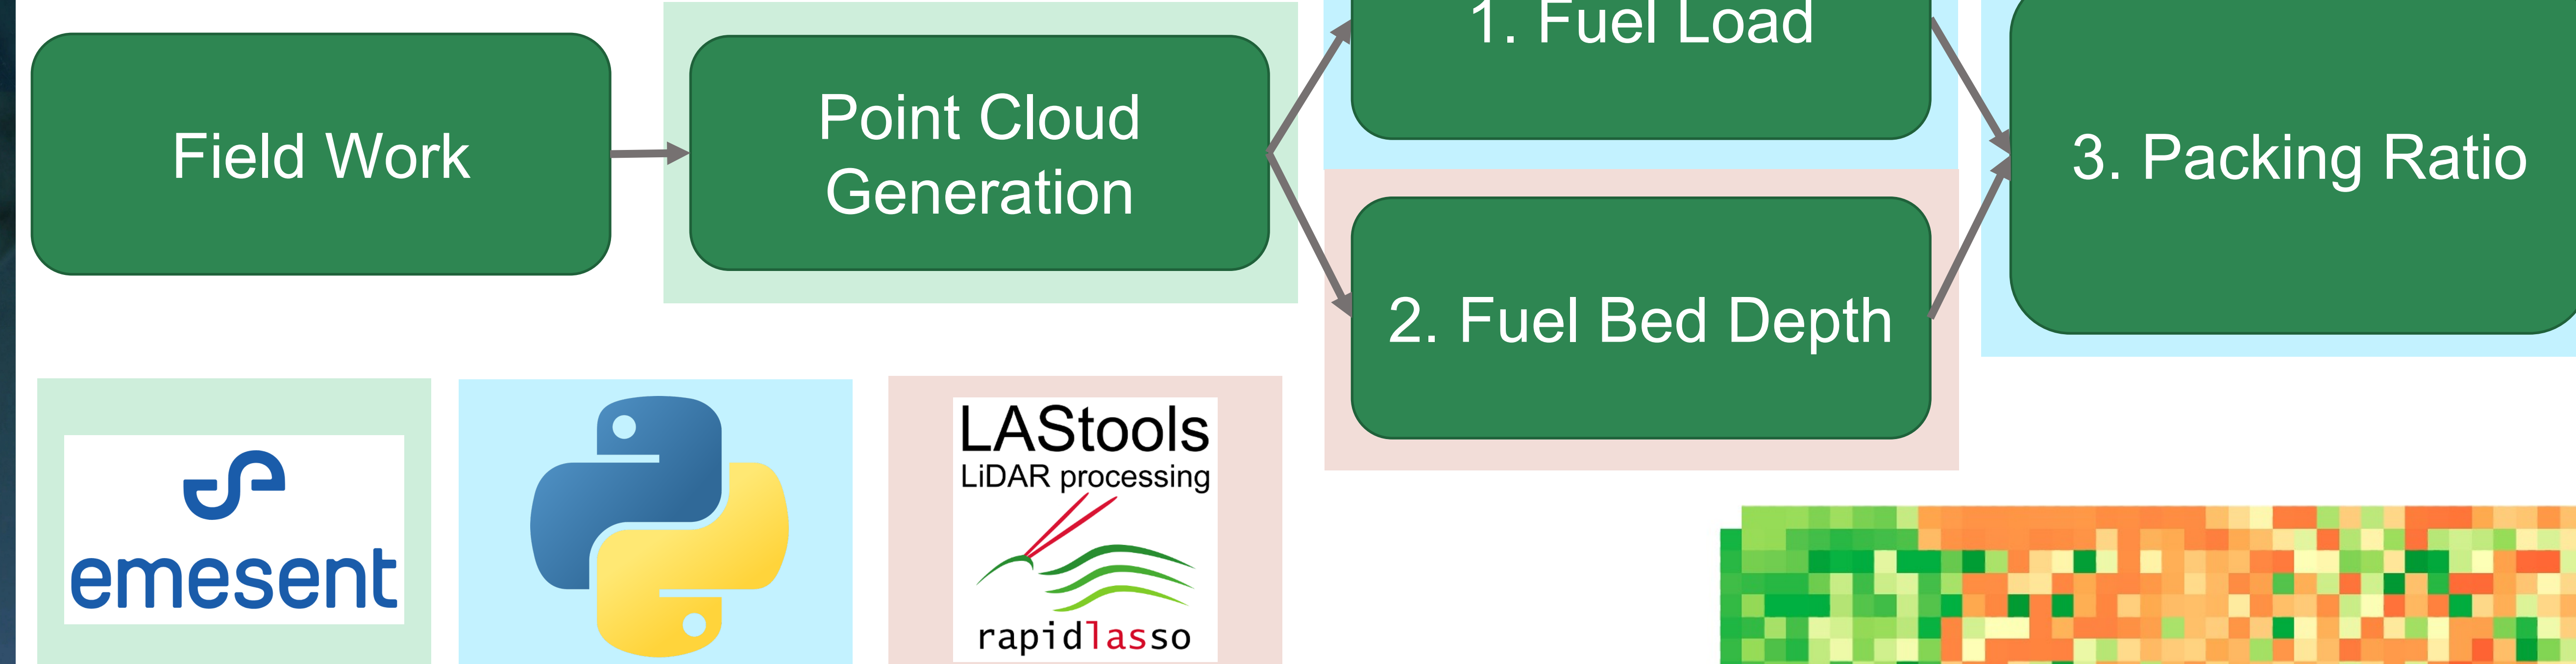 Field Work
Point Cloud
Generation
1. Fuel Load
2. Fuel Bed Depth
3. Packing Ratio
emesent
LAStools
LiDAR processing
rapidlasso